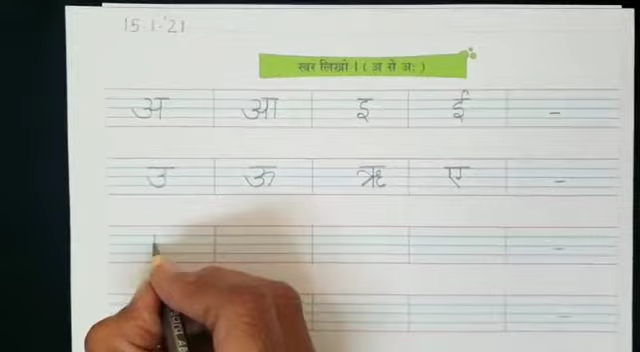 15.1.'21
स्वर लिखो । ( अ से अः )
अ आ इ ई -
उ ऊ ऋ ए -
-
-